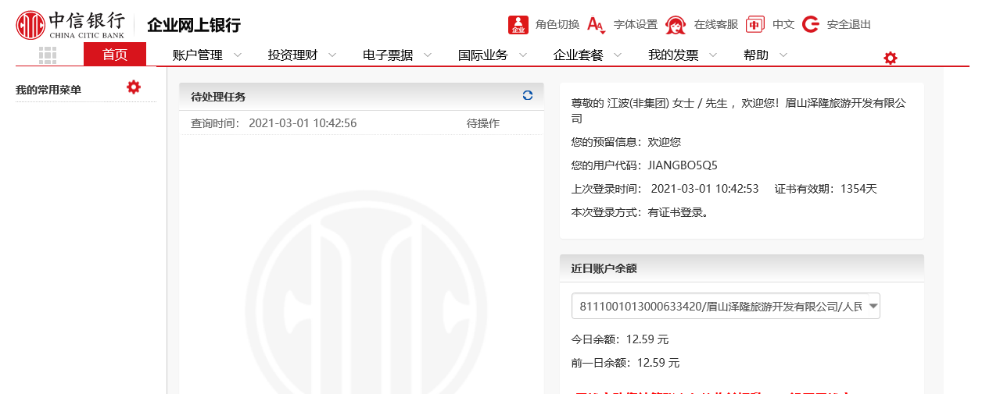 中信银行
CHINA CITIC BANK
企业网上银行
企业 角色切换 字体设置 在线客服 中 中文 安全退出
首页 账户管理 投资理财 电子票据 国际业务 企业套餐 我的发票 帮助
我的常用菜单
待处理任务
查询时间： 2021-03-01 10:42:56 待操作
尊敬的 江波(非集团) 女士 / 先生 ，欢迎您！眉山泽隆旅游开发有限公
司
您的预留信息：欢迎您
您的用户代码：JIANGBO5Q5
上次登录时间： 2021-03-01 10:42:53 证书有效期：1354天
本次登录方式：有证书登录。
近日账户余额
8111001013000633420/眉山泽隆旅游开发有限公司/人民
今日余额：12.59 元
前一日余额：12.59 元